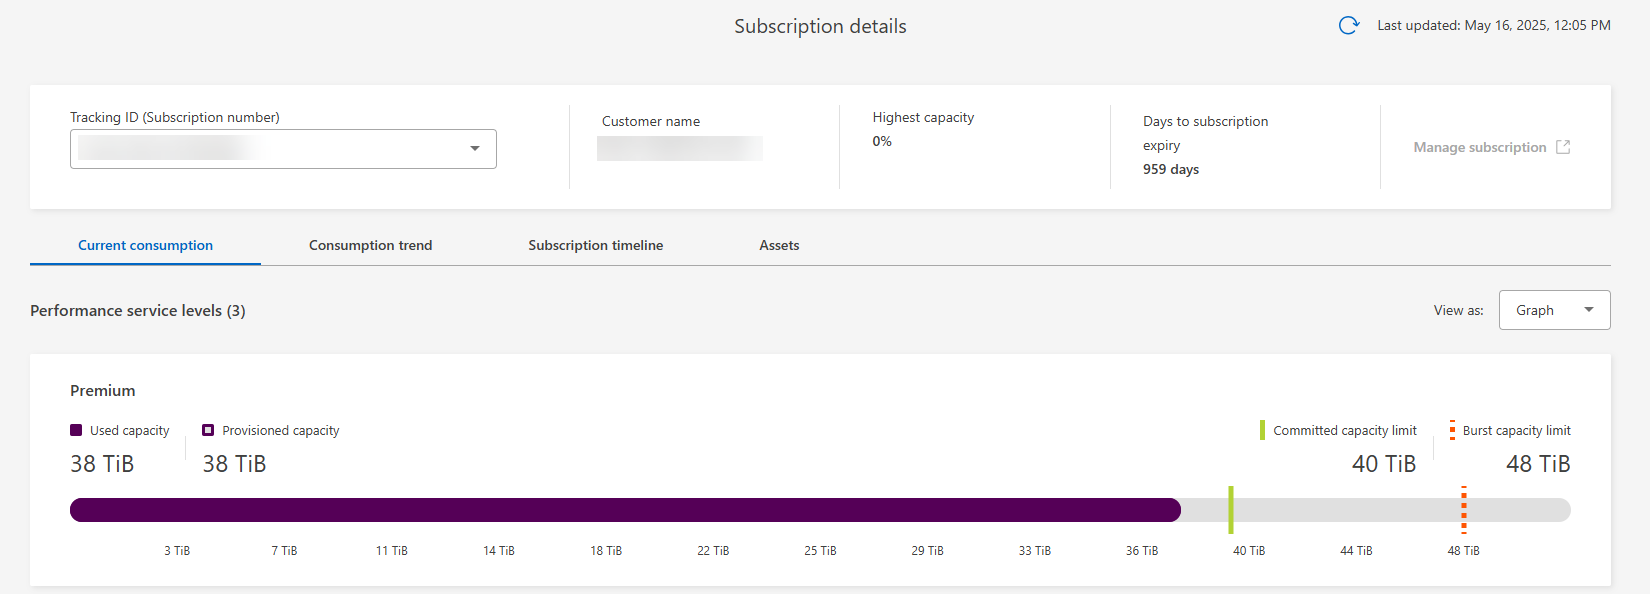 Subscription details
Last updated: May 16, 2025, 12:05 PM
Tracking ID (Subscription number)
Customer name
Highest capacity
0%
Days to subscription
expiry
959 days
Manage subscription
Current consumption
Consumption trend
Subscription timeline
Assets
Performance service levels (3)
View as:
Graph
Premium
Used capacity
38 TiB
Provisioned capacity
38 TiB
Committed capacity limit
40 TiB
Burst capacity limit
48 TiB
3 TiB
7 TiB
11 TiB
14 TiB
18 TiB
22 TiB
25 TiB
29 TiB
33 TiB
36 TiB
40 TiB
44 TiB
48 TiB